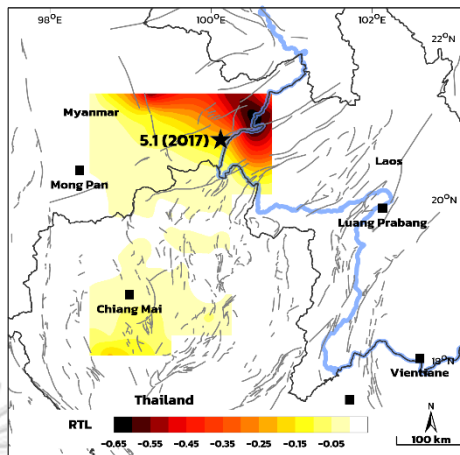 98°E 100°E 102°E
22°N
Myanmar
5.1 (2017)
Laos
Mong Pan
20°N
Luang Prabang
Chiang Mai
18°N
Vientiane
Thailand
N
RTL
-0.65 -0.55 -0.45 -0.35 -0.25 -0.15 -0.05
100 km